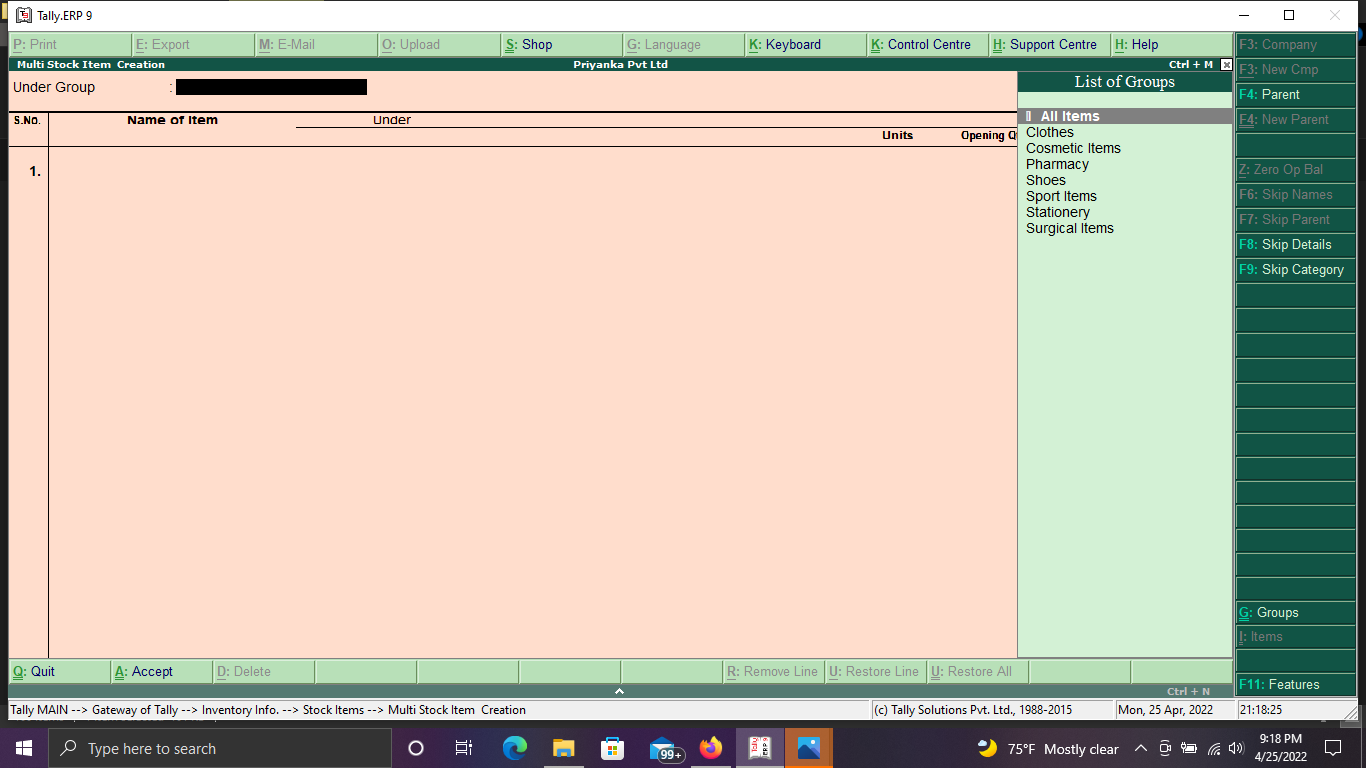 Tally.ERP 9
P: Print E: Export M: E-Mail O: Upload S: Shop G: Language K: Keyboard K: Control Centre H: Support Centre H: Help
Multi Stock Item Creation Priyanka Pvt Ltd Ctrl + M
Under Group :
S.No. Name of Item Under
Units Opening Q
1.
List of Groups
All Items
Clothes
Cosmetic Items
Pharmacy
Shoes
Sport Items
Stationery
Surgical Items
F3: Company
F3: New Cmp
F4: Parent
F4: New Parent
Z: Zero Op Bal
F6: Skip Names
F7: Skip Parent
F8: Skip Details
F9: Skip Category
G: Groups
I: Items
F11: Features
Q: Quit A: Accept D: Delete R: Remove Line U: Restore Line U: Restore All
Ctrl + N
Tally MAIN --> Gateway of Tally --> Inventory Info. --> Stock Items --> Multi Stock Item Creation (c) Tally Solutions Pvt. Ltd., 1988-2015 Mon, 25 Apr, 2022 21:18:25
Type here to search 99+ Tally ERP 9 75°F Mostly clear 9:18 PM
4/25/2022